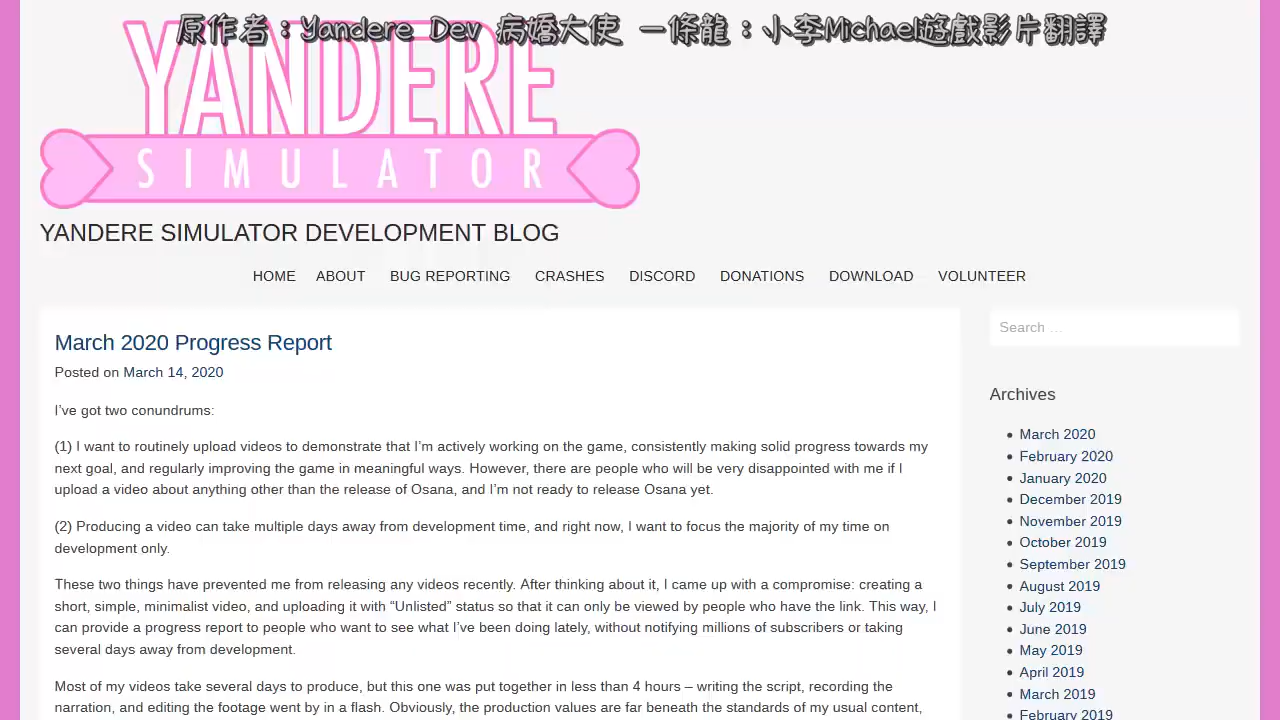 原作者：Yandere Dev 病婚大使 一條龍：小李Michael遊戲影片翻譯
YANDERE
SIMULATOR
YANDERE SIMULATOR DEVELOPMENT BLOG
HOME ABOUT BUG REPORTING CRASHES DISCORD DONATIONS DOWNLOAD VOLUNTEER
Search …
March 2020 Progress Report
Posted on March 14, 2020
I’ve got two conundrums:
(1) I want to routinely upload videos to demonstrate that I’m actively working on the game, consistently making solid progress towards my
next goal, and regularly improving the game in meaningful ways. However, there are people who will be very disappointed with me if I
upload a video about anything other than the release of Osana, and I’m not ready to release Osana yet.
(2) Producing a video can take multiple days away from development time, and right now, I want to focus the majority of my time on
development only.
These two things have prevented me from releasing any videos recently. After thinking about it, I came up with a compromise: creating a
short, simple, minimalist video, and uploading it with “Unlisted” status so that it can only be viewed by people who have the link. This way, I
can provide a progress report to people who want to see what I’ve been doing lately, without notifying millions of subscribers or taking
several days away from development.
Most of my videos take several days to produce, but this one was put together in less than 4 hours – writing the script, recording the
narration, and editing the footage went by in a flash. Obviously, the production values are far beneath the standards of my usual content,
Archives
March 2020
February 2020
January 2020
December 2019
November 2019
October 2019
September 2019
August 2019
July 2019
June 2019
May 2019
April 2019
March 2019
February 2019